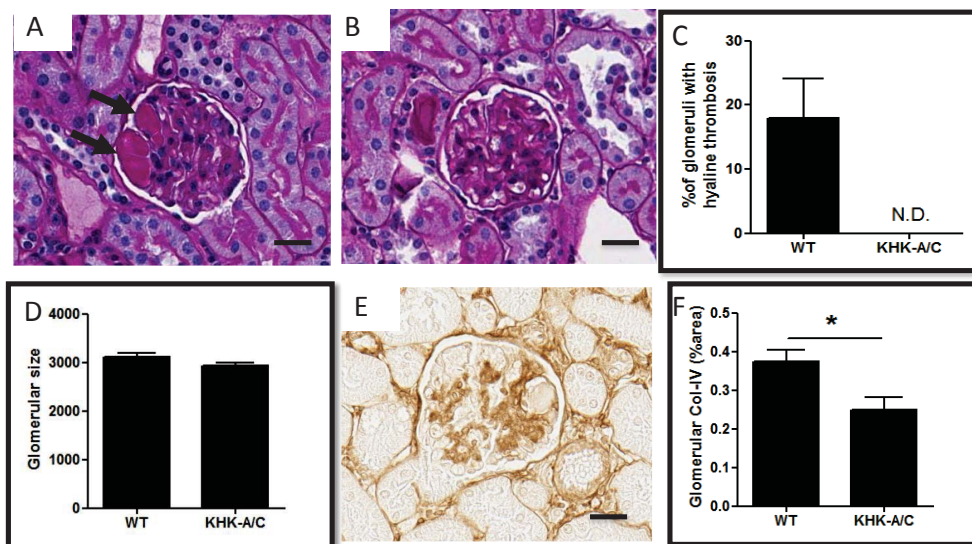 A
B
C
%of glomeruli with
hyaline thrombosis
30
20
10
0
N.D.
WT
KHK-A/C
D
Glomerular size
4000
3000
2000
1000
0
WT
KHK-A/C
E
F
Glomerular Col-IV (%area)
0.5
0.4
0.3
0.2
0.1
0.0
*
WT
KHK-A/C